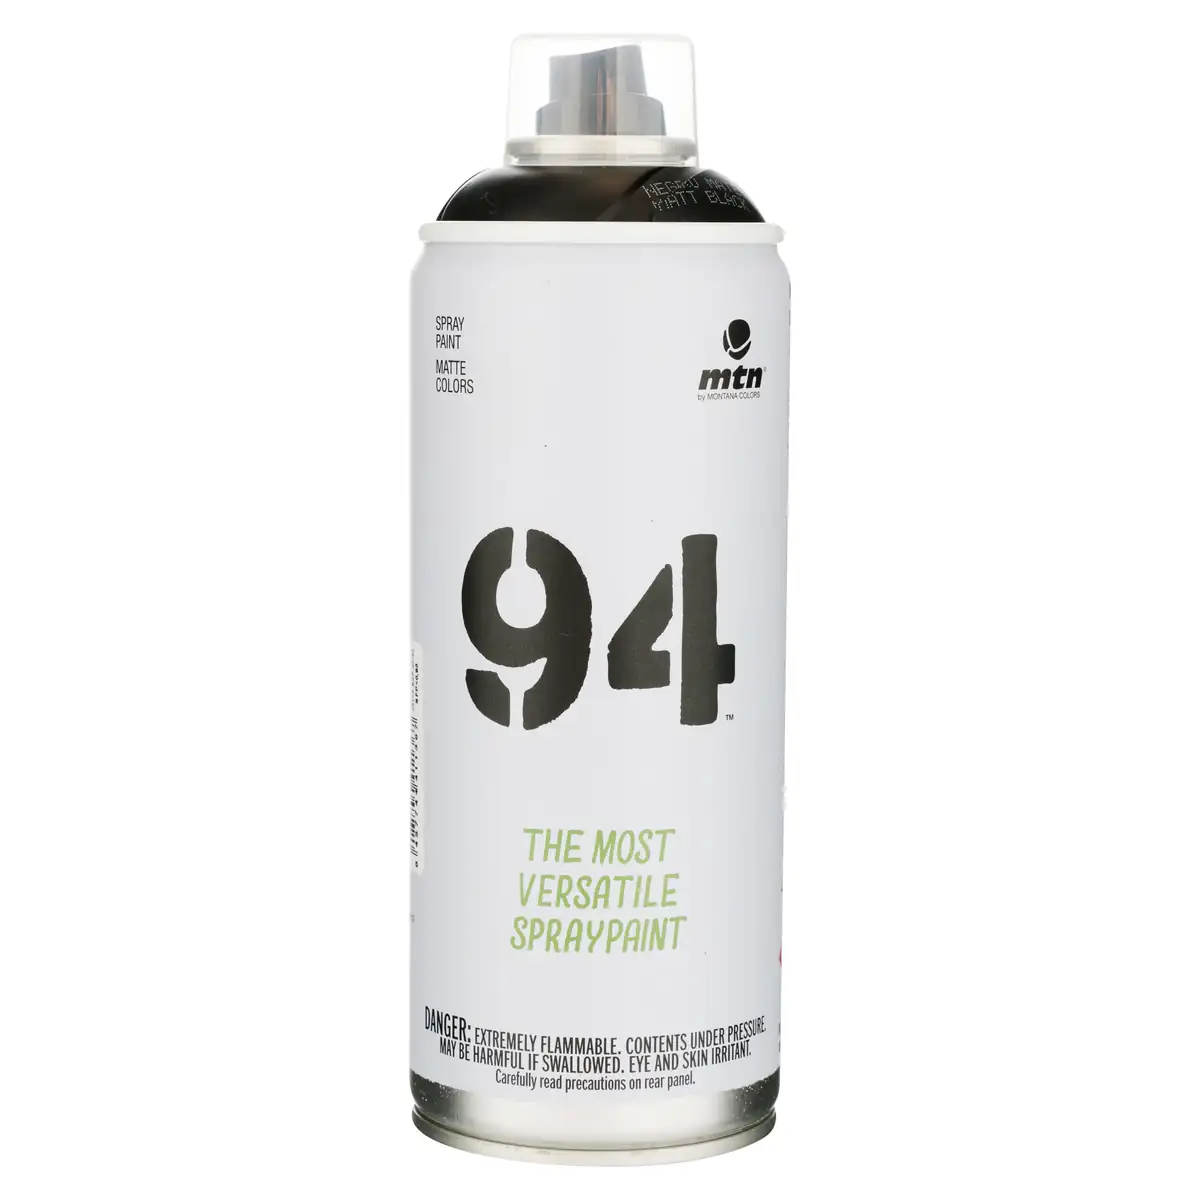 NEGRO
MATT BLACK
SPRAY
PAINT
MATTE
COLORS
mtn®
by MONTANA COLORS
94
TM
THE MOST
VERSATILE
SPRAYPAINT
DANGER: EXTREMELY FLAMMABLE. CONTENTS UNDER PRESSURE.
MAY BE HARMFUL IF SWALLOWED. EYE AND SKIN IRRITANT.
Carefully read precautions on rear panel.